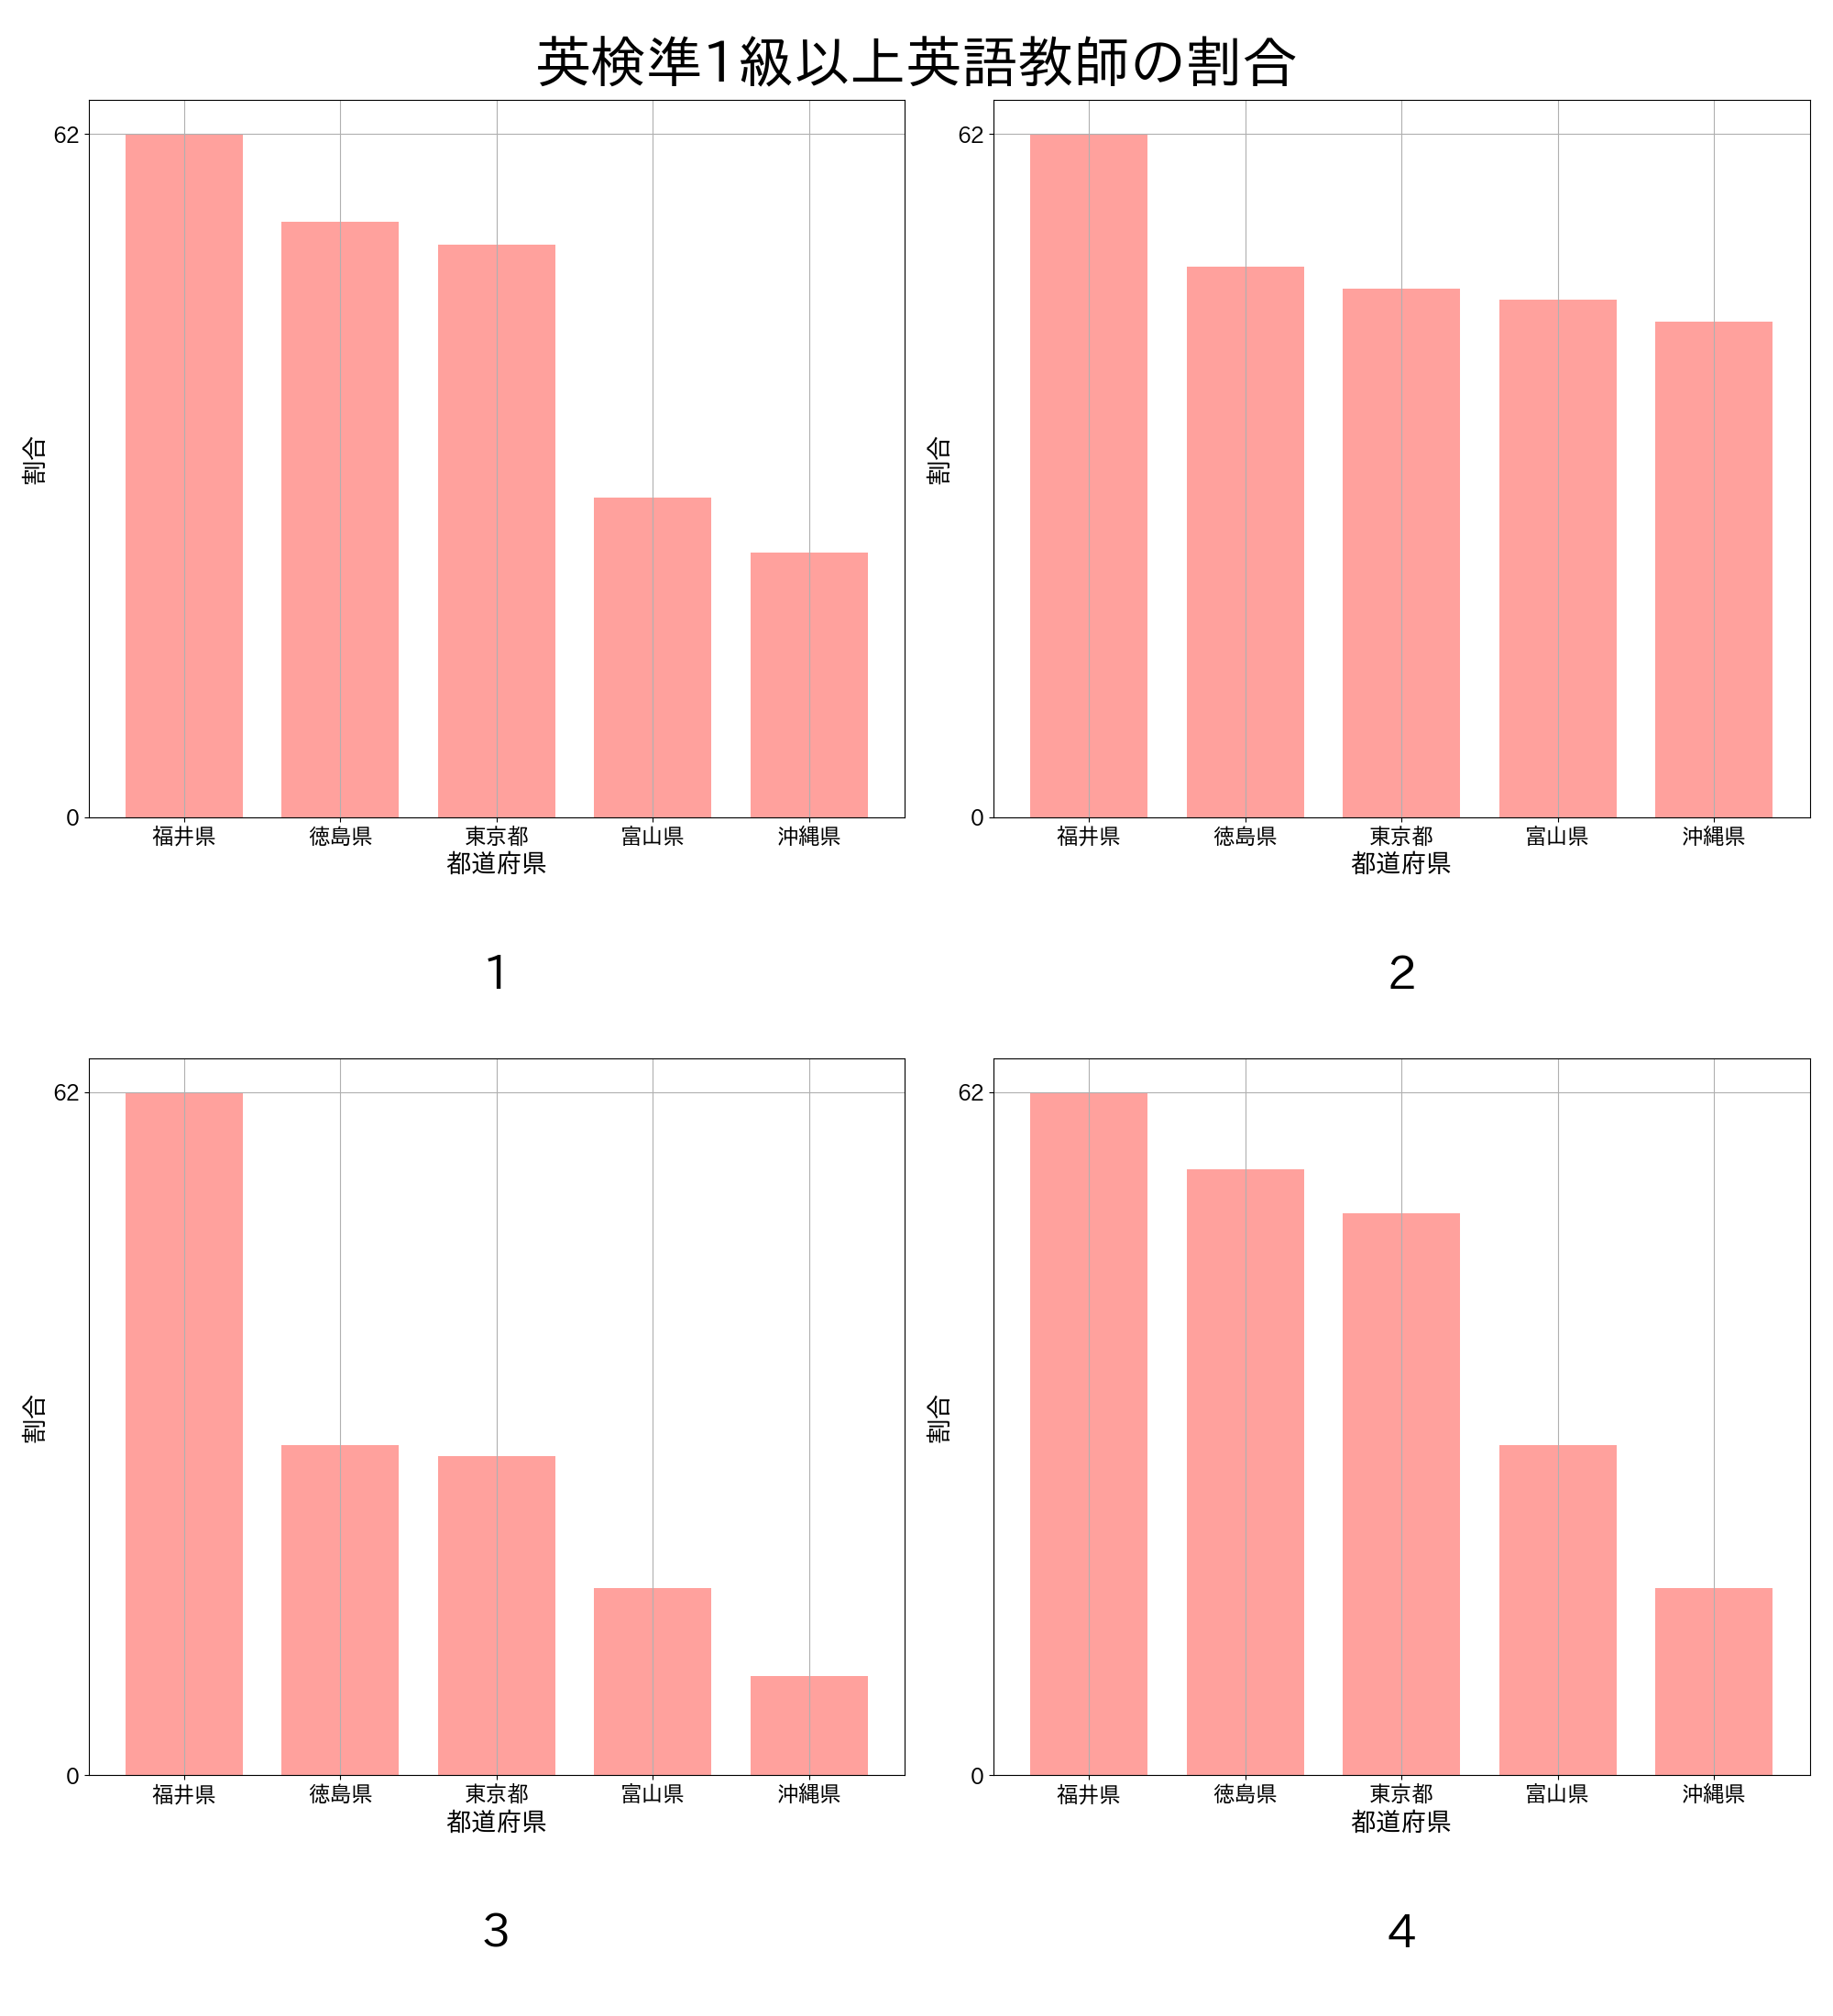 英検準1級以上英語教師の割合
62
0
割合
福井県 徳島県 東京都 富山県 沖縄県
都道府県
1
62
0
割合
福井県 徳島県 東京都 富山県 沖縄県
都道府県
2
62
0
割合
福井県 徳島県 東京都 富山県 沖縄県
都道府県
3
62
0
割合
福井県 徳島県 東京都 富山県 沖縄県
都道府県
4